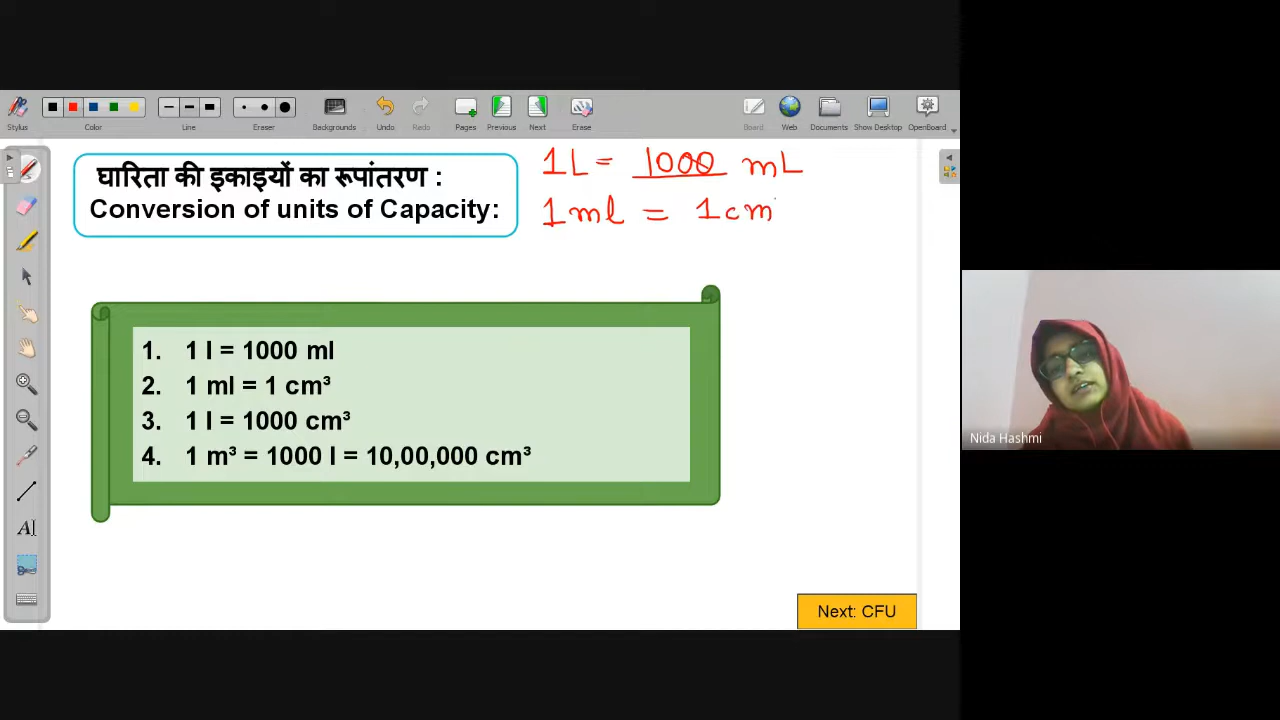 Stylus
Color
Line
Eraser
Backgrounds
Undo
Redo
Pages
Previous
Next
Erase
Board
Web
Documents
Show Desktop
OpenBoard
घारिता की इकाइयों का रूपांतरण :
Conversion of units of Capacity:
1L = 1000 mL
1ml = 1cm
1. 1 l = 1000 ml
2. 1 ml = 1 cm³
3. 1 l = 1000 cm³
4. 1 m³ = 1000 l = 10,00,000 cm³
Nida Hashmi
Next: CFU